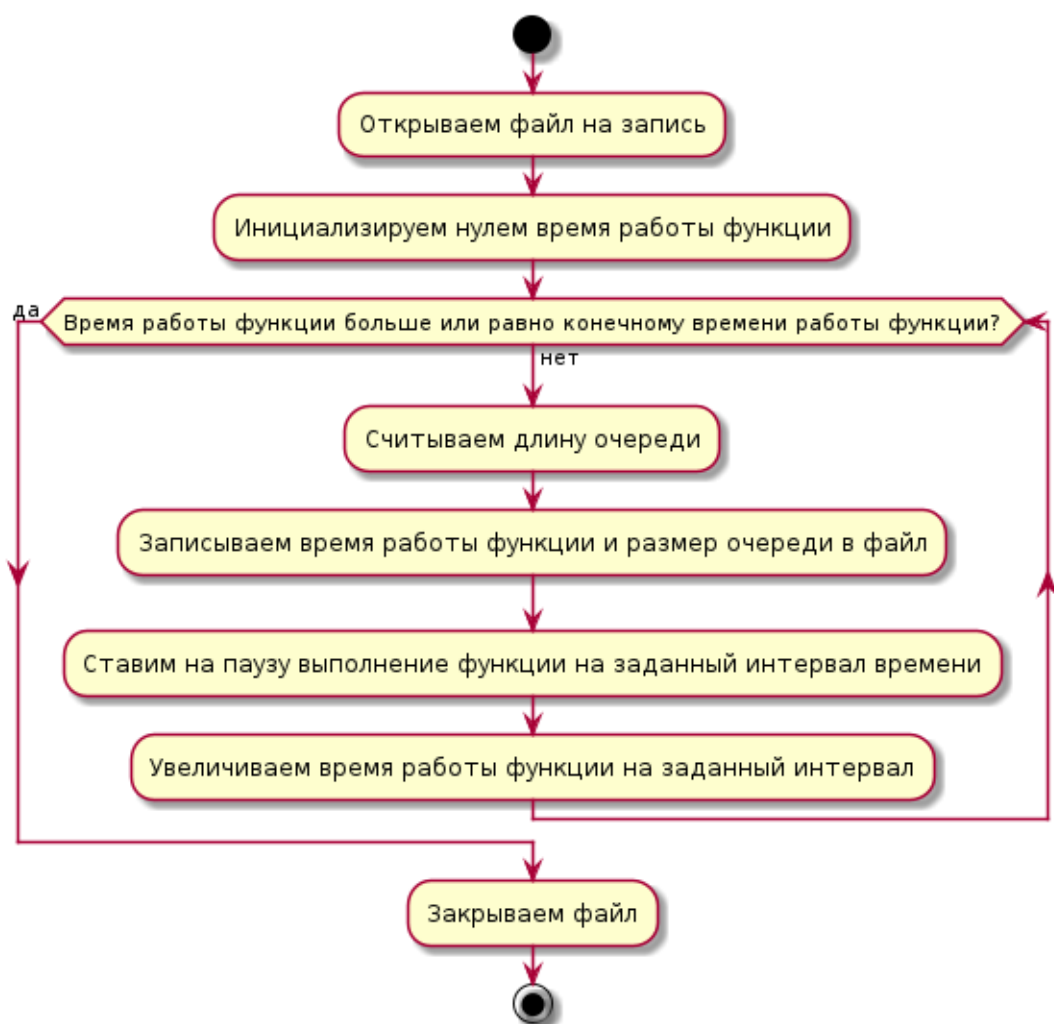 Открываем файл на запись
Инициализируем нулем время работы функции
да
Время работы функции больше или равно конечному времени работы функции?
нет
Считываем длину очереди
Записываем время работы функции и размер очереди в файл
Ставим на паузу выполнение функции на заданный интервал времени
Увеличиваем время работы функции на заданный интервал
Закрываем файл